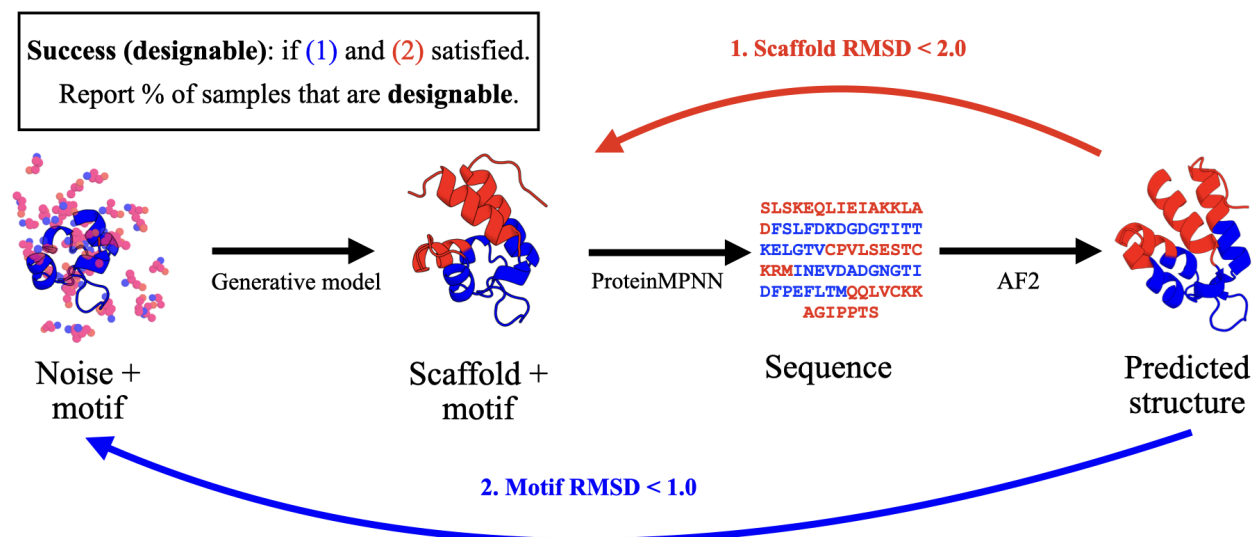 Success (designable): if (1) and (2) satisfied.
Report % of samples that are designable.
1. Scaffold RMSD < 2.0
Generative model
ProteinMPNN
SLSKEQLIEIAKKLA
DFSLFDKDGDGTITT
KELGTVCPVLSESTC
KRMINEVDADGNGTI
DFPEFLTMQQLVCKK
AGIPPTS
AF2
Noise +
motif
Scaffold +
motif
Sequence
Predicted
structure
2. Motif RMSD < 1.0